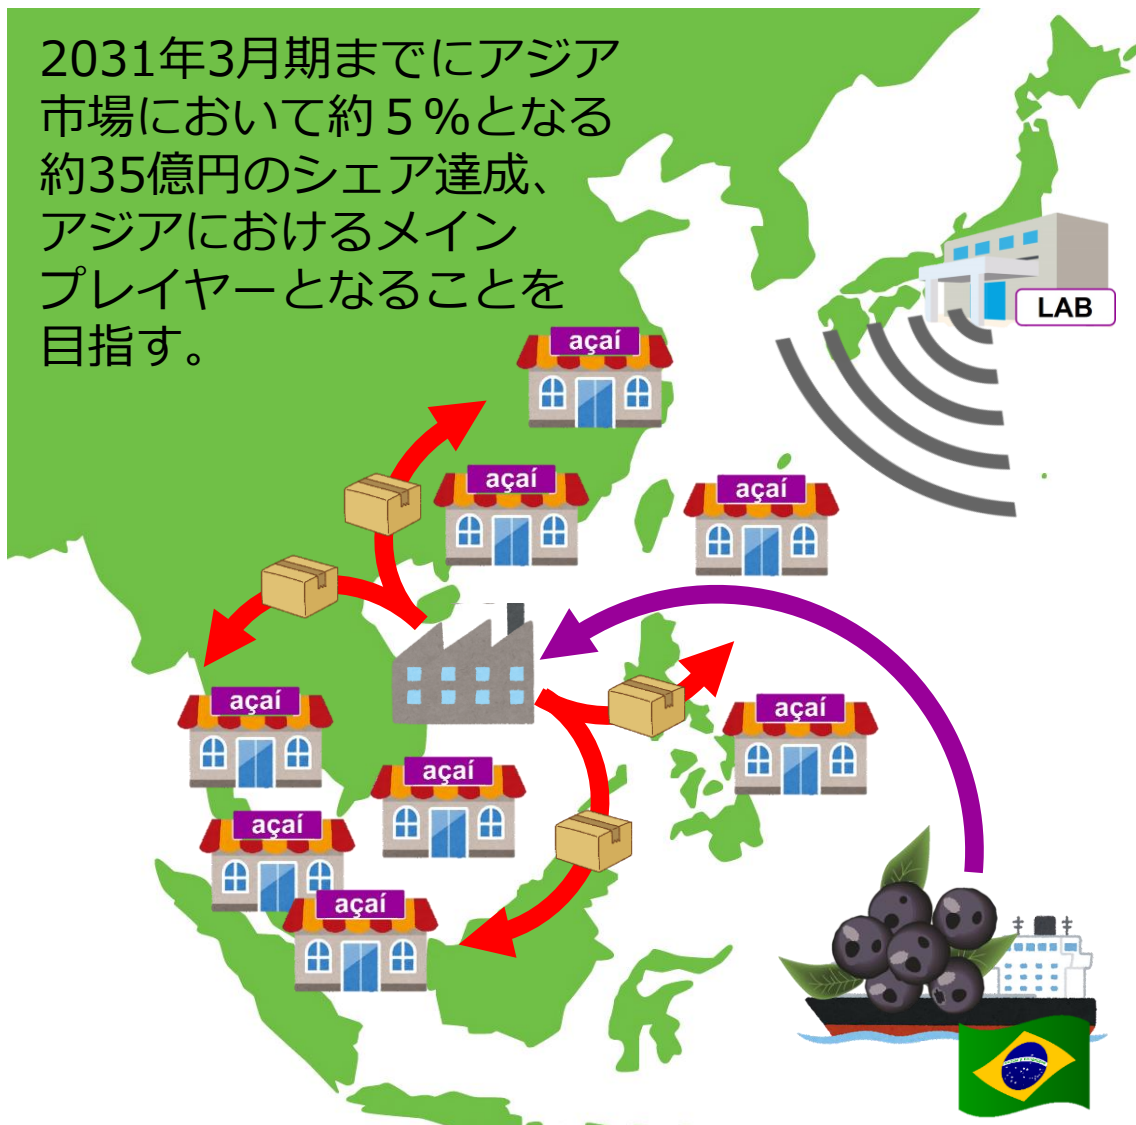 2031年3月期までにアジア
市場において約５％となる
約35億円のシェア達成、
アジアにおけるメイン
プレイヤーとなることを
目指す。
LAB
açaí
açaí
açaí
açaí
açaí
açaí
açaí
açaí